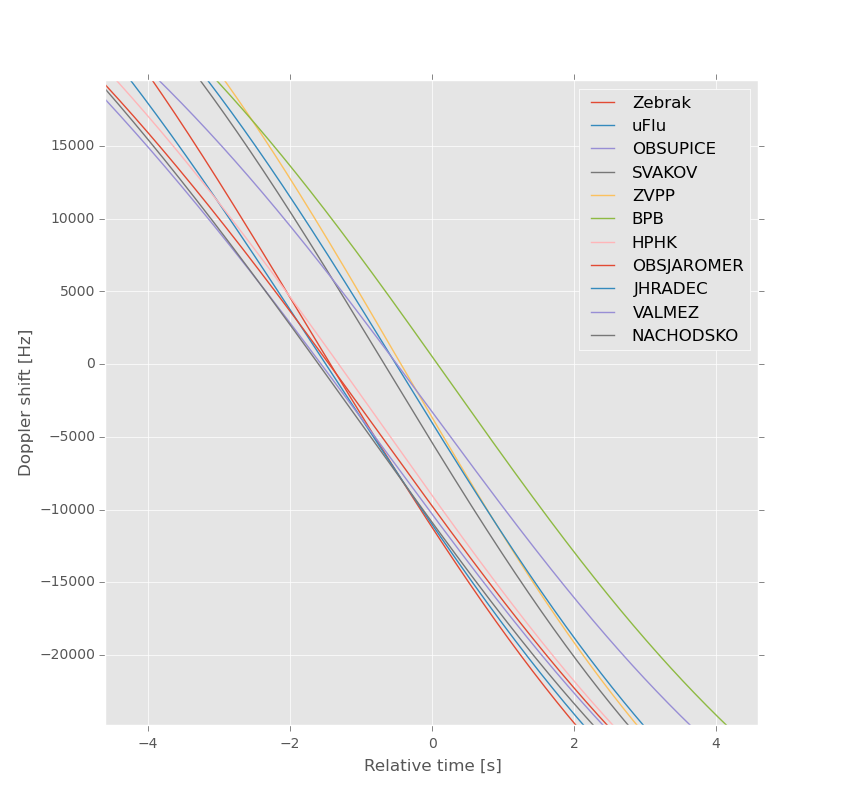 Zebrak
uFlu
OBSUPICE
SVAKOV
ZVPP
BPB
HPHK
OBSJAROMER
JHRADEC
VALMEZ
NACHODSKO
15000
10000
5000
0
−5000
−10000
−15000
−20000
Doppler shift [Hz]
−4
−2
0
2
4
Relative time [s]